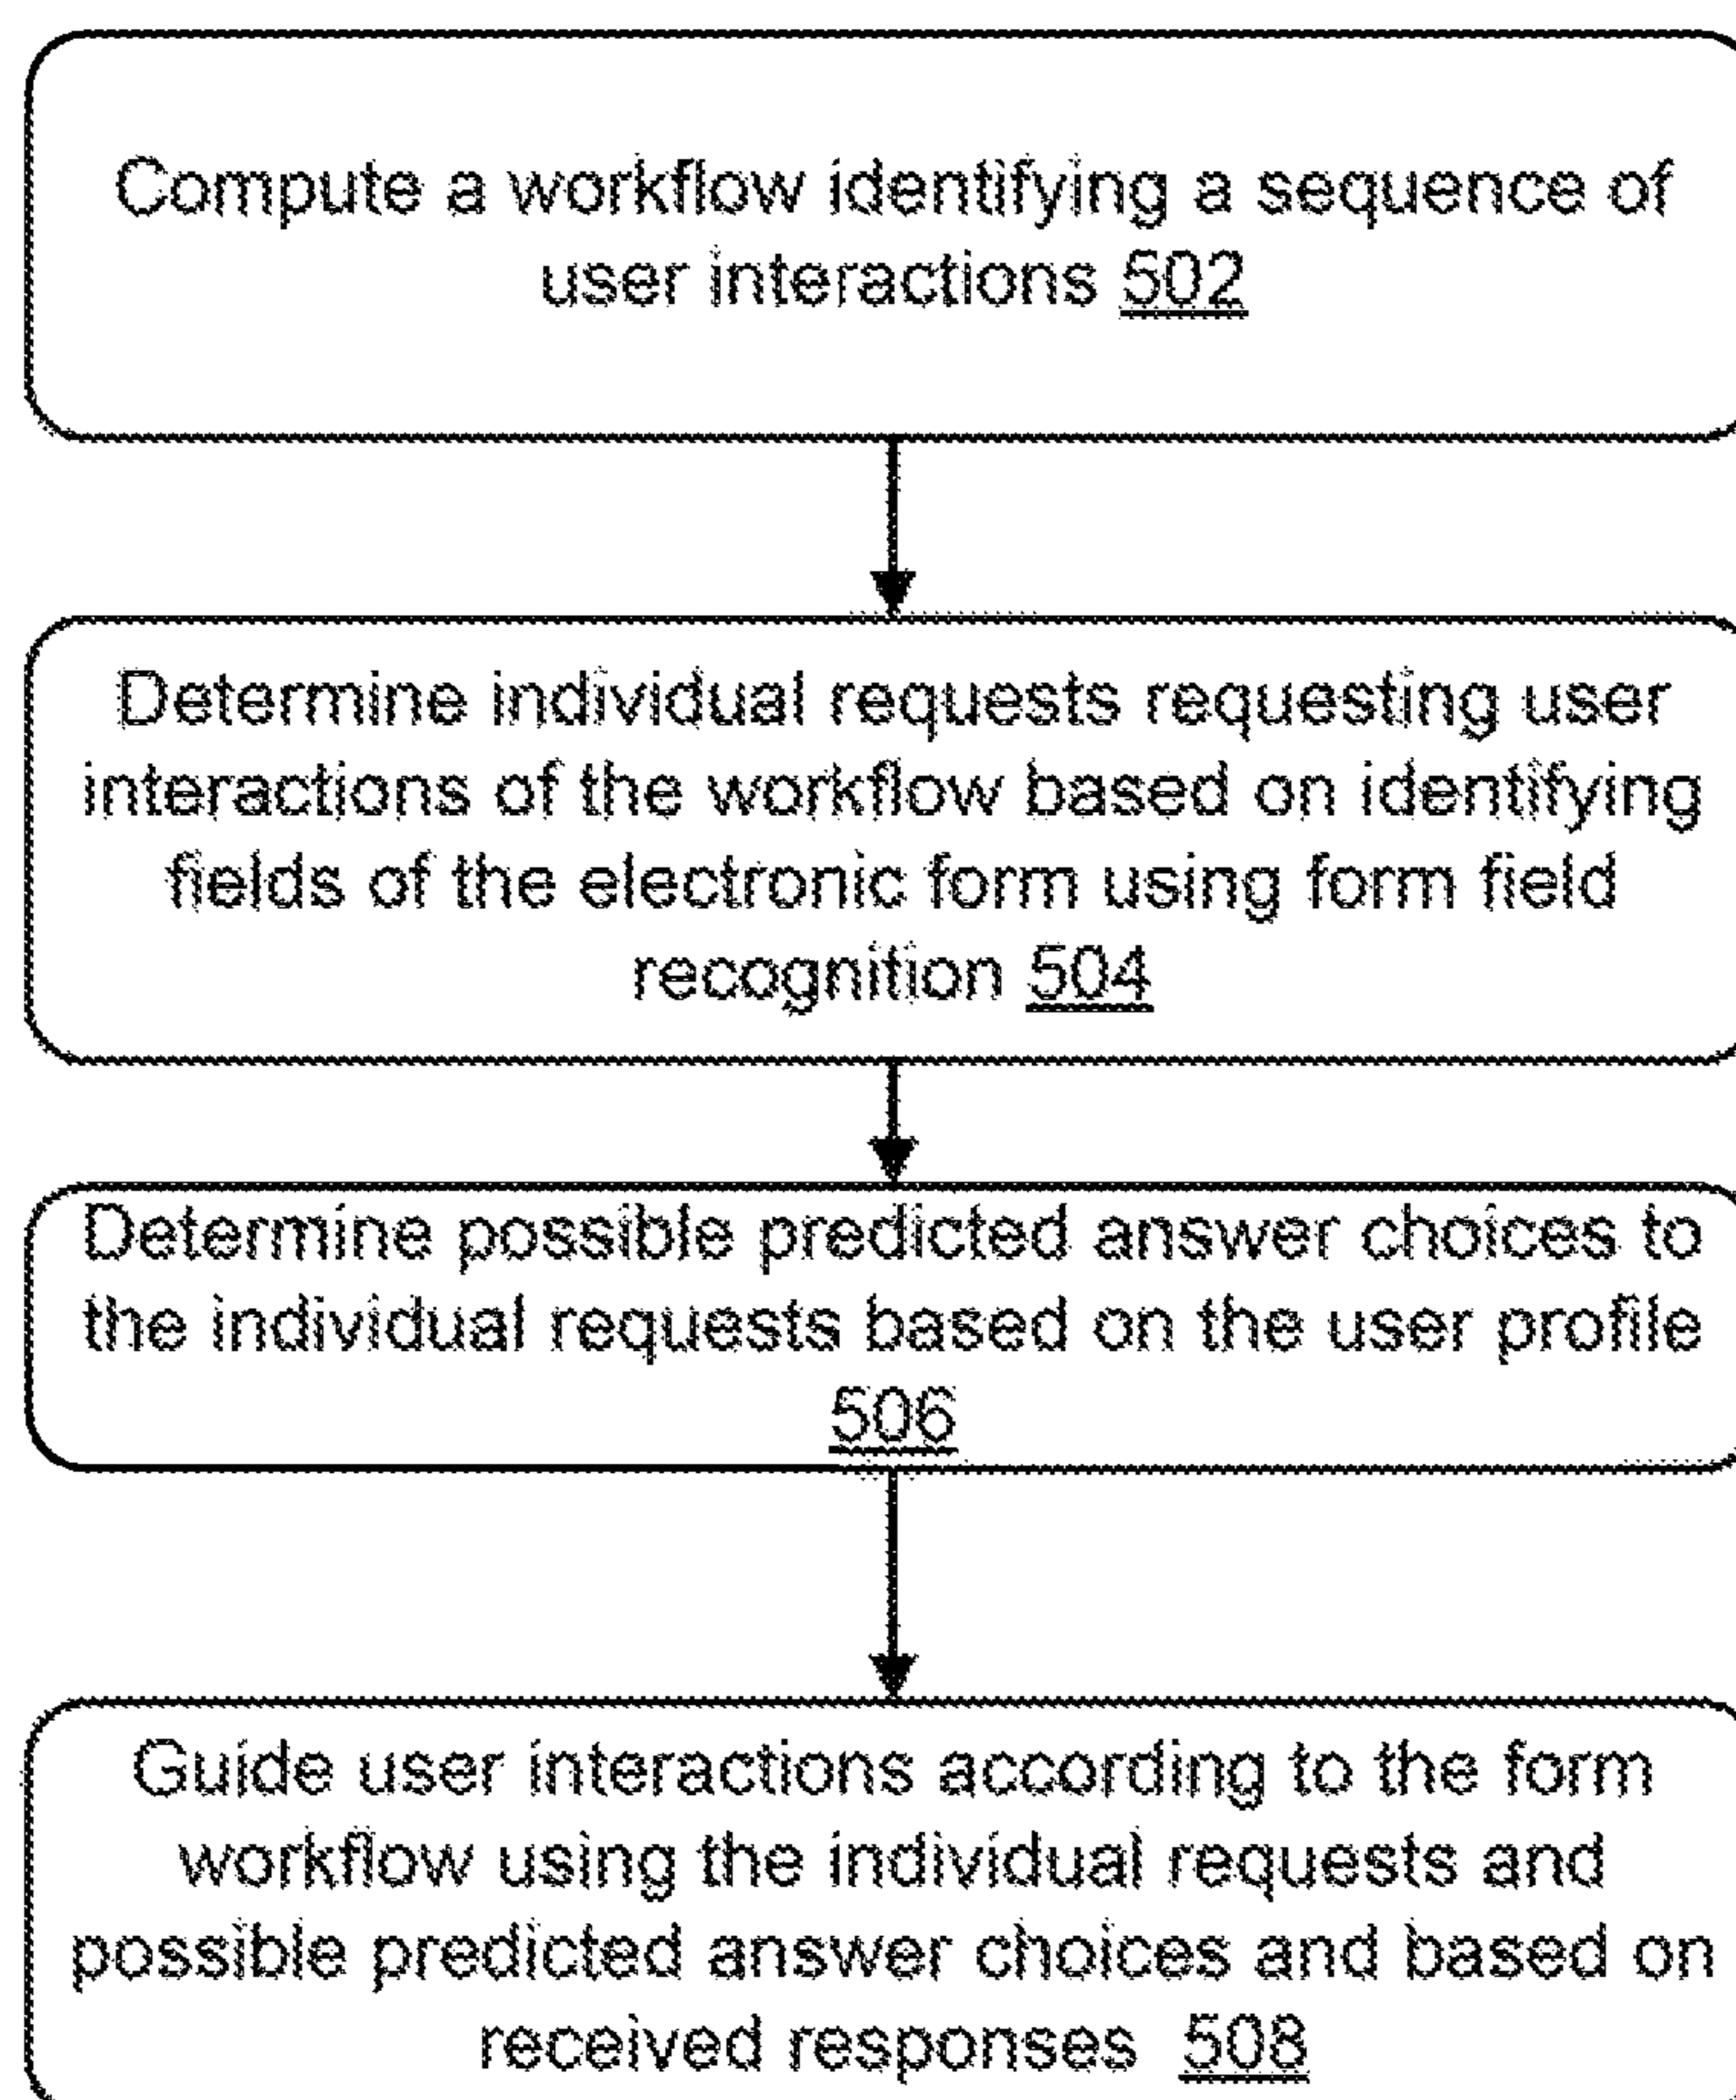 Compute a workflow identifying a sequence of
user interactions 502
Determine individual requests requesting user
interactions of the workflow based on identifying
fields of the electronic form using form field
recognition 504
Determine possible predicted answer choices to
the individual requests based on the user profile
506
Guide user interactions according to the form
workflow using the individual requests and
possible predicted answer choices and based on
received responses 508